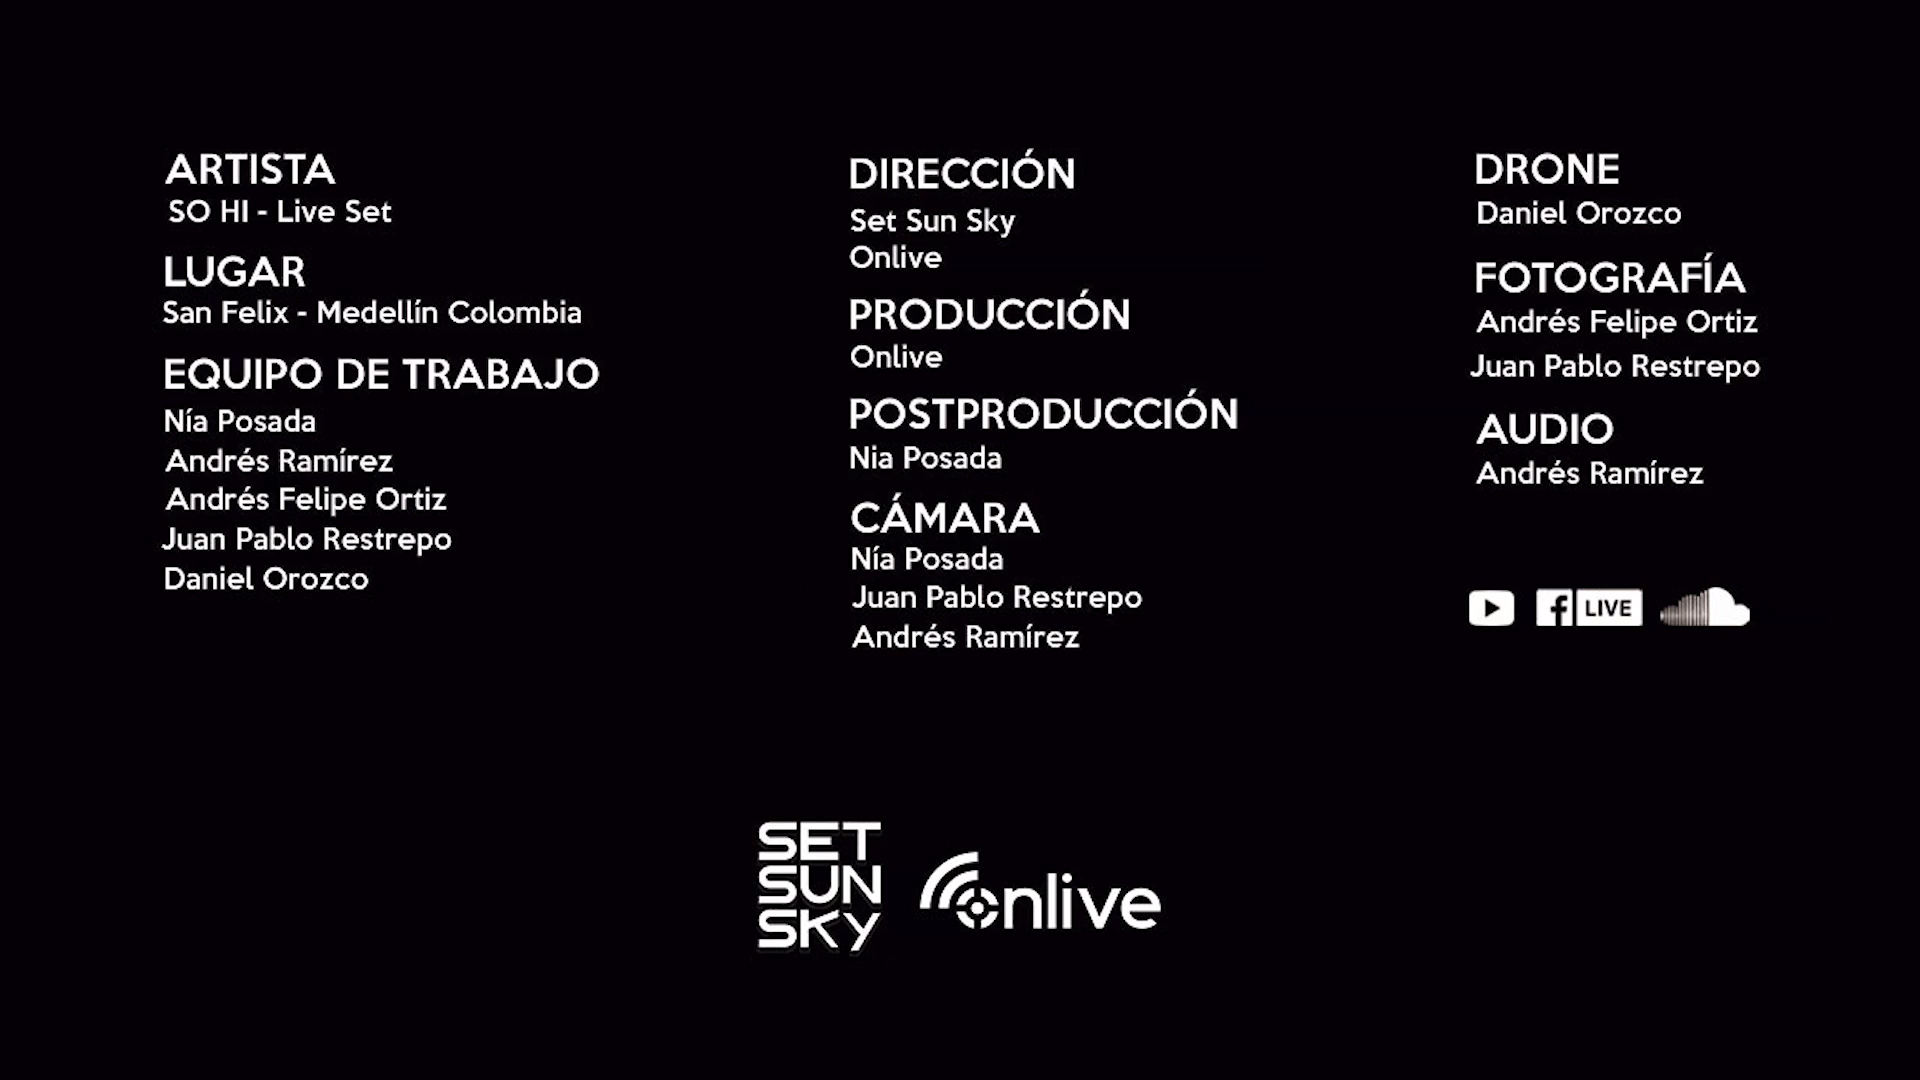 ARTISTA
SO HI - Live Set
LUGAR
San Felix - Medellín Colombia
EQUIPO DE TRABAJO
Nía Posada
Andrés Ramírez
Andrés Felipe Ortiz
Juan Pablo Restrepo
Daniel Orozco
DIRECCIÓN
Set Sun Sky
Onlive
PRODUCCIÓN
Onlive
POSTPRODUCCIÓN
Nia Posada
CÁMARA
Nía Posada
Juan Pablo Restrepo
Andrés Ramírez
DRONE
Daniel Orozco
FOTOGRAFÍA
Andrés Felipe Ortiz
Juan Pablo Restrepo
AUDIO
Andrés Ramírez
f LIVE
SET
SUN
SKY
onlive